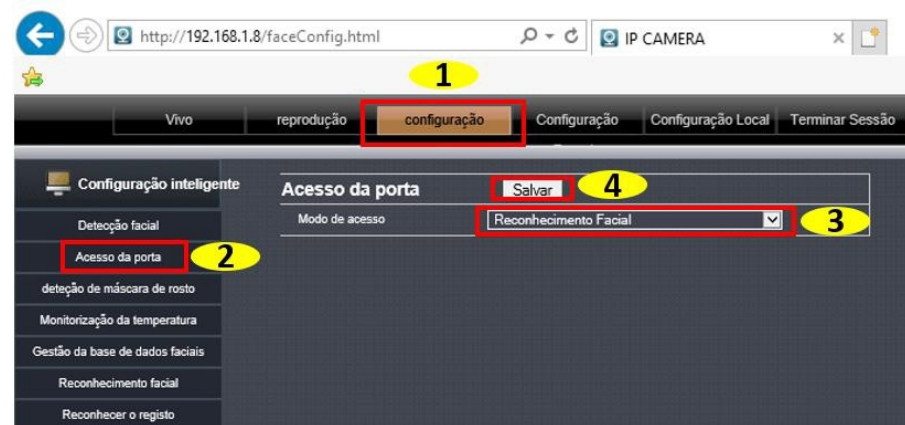 http://192.168.1.8/faceConfig.html
IP CAMERA
1
Vivo reprodução configuração Configuração Configuração Local Terminar Sessão
Configuração inteligente
Acesso da porta Salvar 4
Detecção facial
Modo de acesso Reconhecimento Facial 3
Acesso da porta 2
deteção de máscara de rosto
Monitorização da temperatura
Gestão da base de dados faciais
Reconhecimento facial
Reconhecer o registo